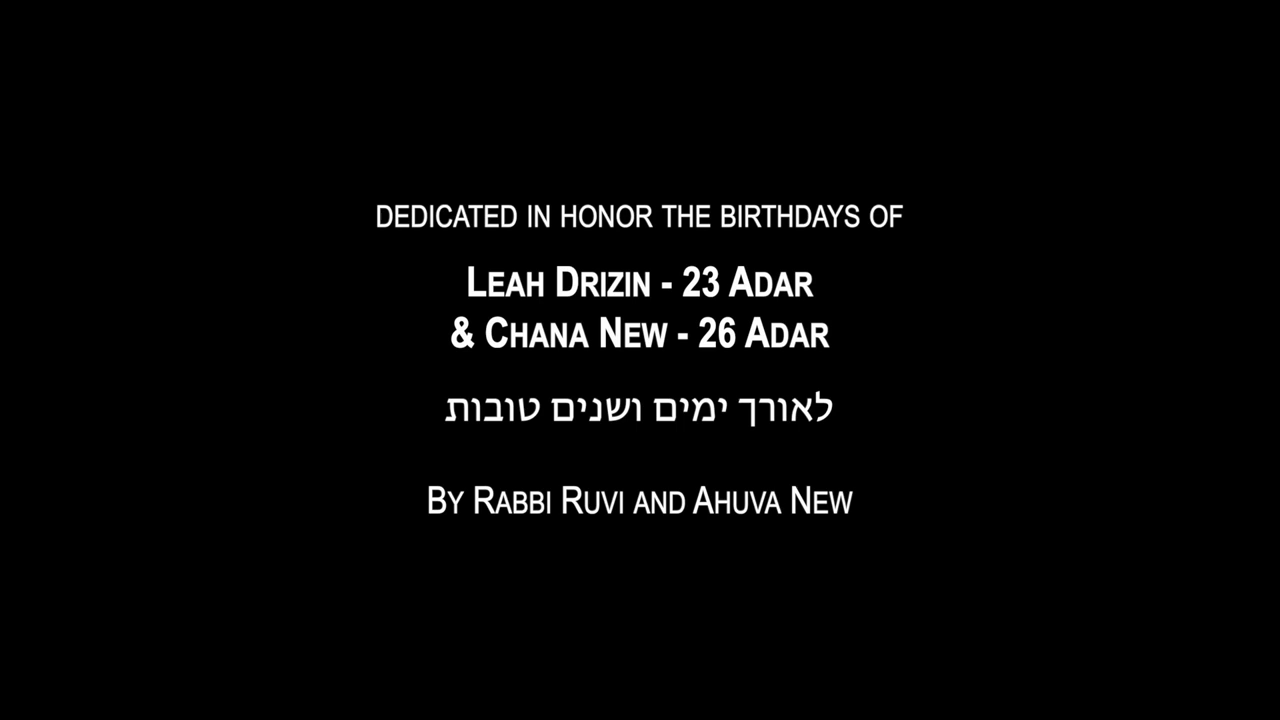 DEDICATED IN HONOR THE BIRTHDAYS OF
LEAH DRIZIN - 23 ADAR
& CHANA NEW - 26 ADAR
לאורך ימים ושנים טובות
BY RABBI RUVI AND AHUVA NEW